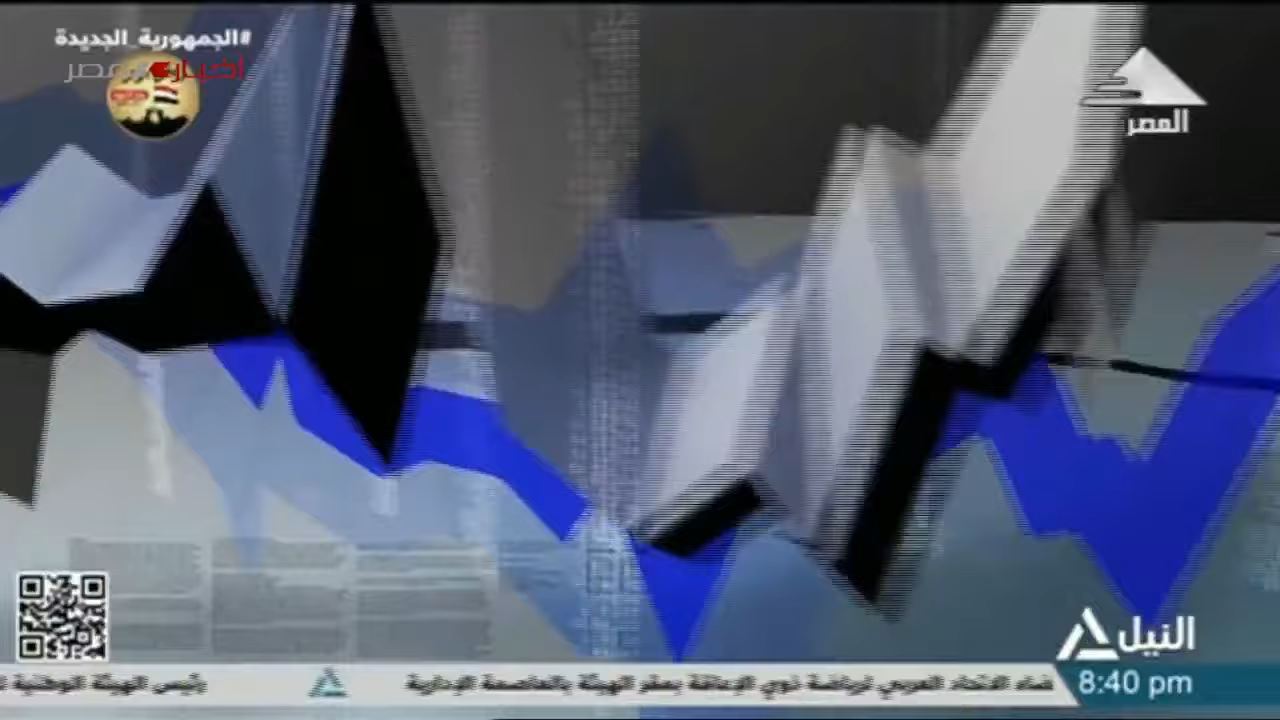 #الجمهورية_الجديدة
أخبار مصر
المصر
النيل
8:40 pm
رئيس الهيئة الوطنية
الاتحاد العربي لرياضة ذوي الإعاقة بمقر الهيئة بالعاصمة الإدارية